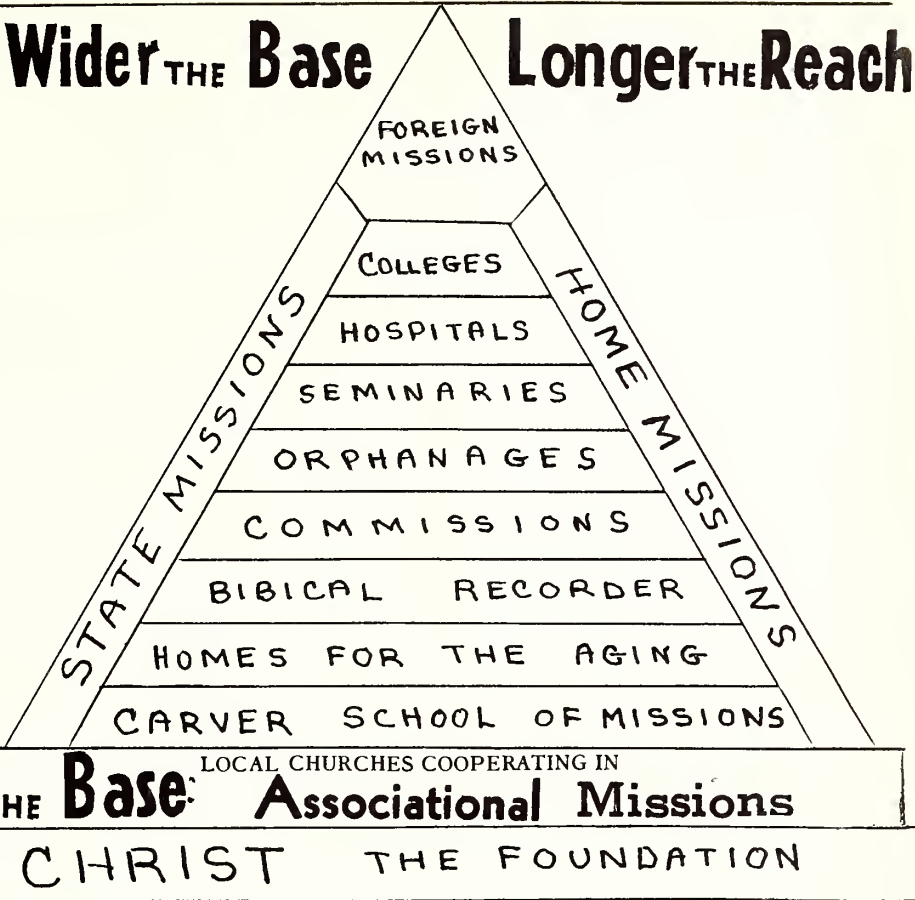 Wider THE Base Longer THE Reach
FOREIGN
MISSIONS
COLLEGES
HOSPITALS
SEMINARIES
ORPHANAGES
COMMISSIONS
BIBICAL RECORDER
HOMES FOR THE AGING
CARVER SCHOOL OF MISSIONS
STATE MISSIONS
HOME MISSIONS
HE Base: LOCAL CHURCHES COOPERATING IN
Associational Missions
CHRIST THE FOUNDATION